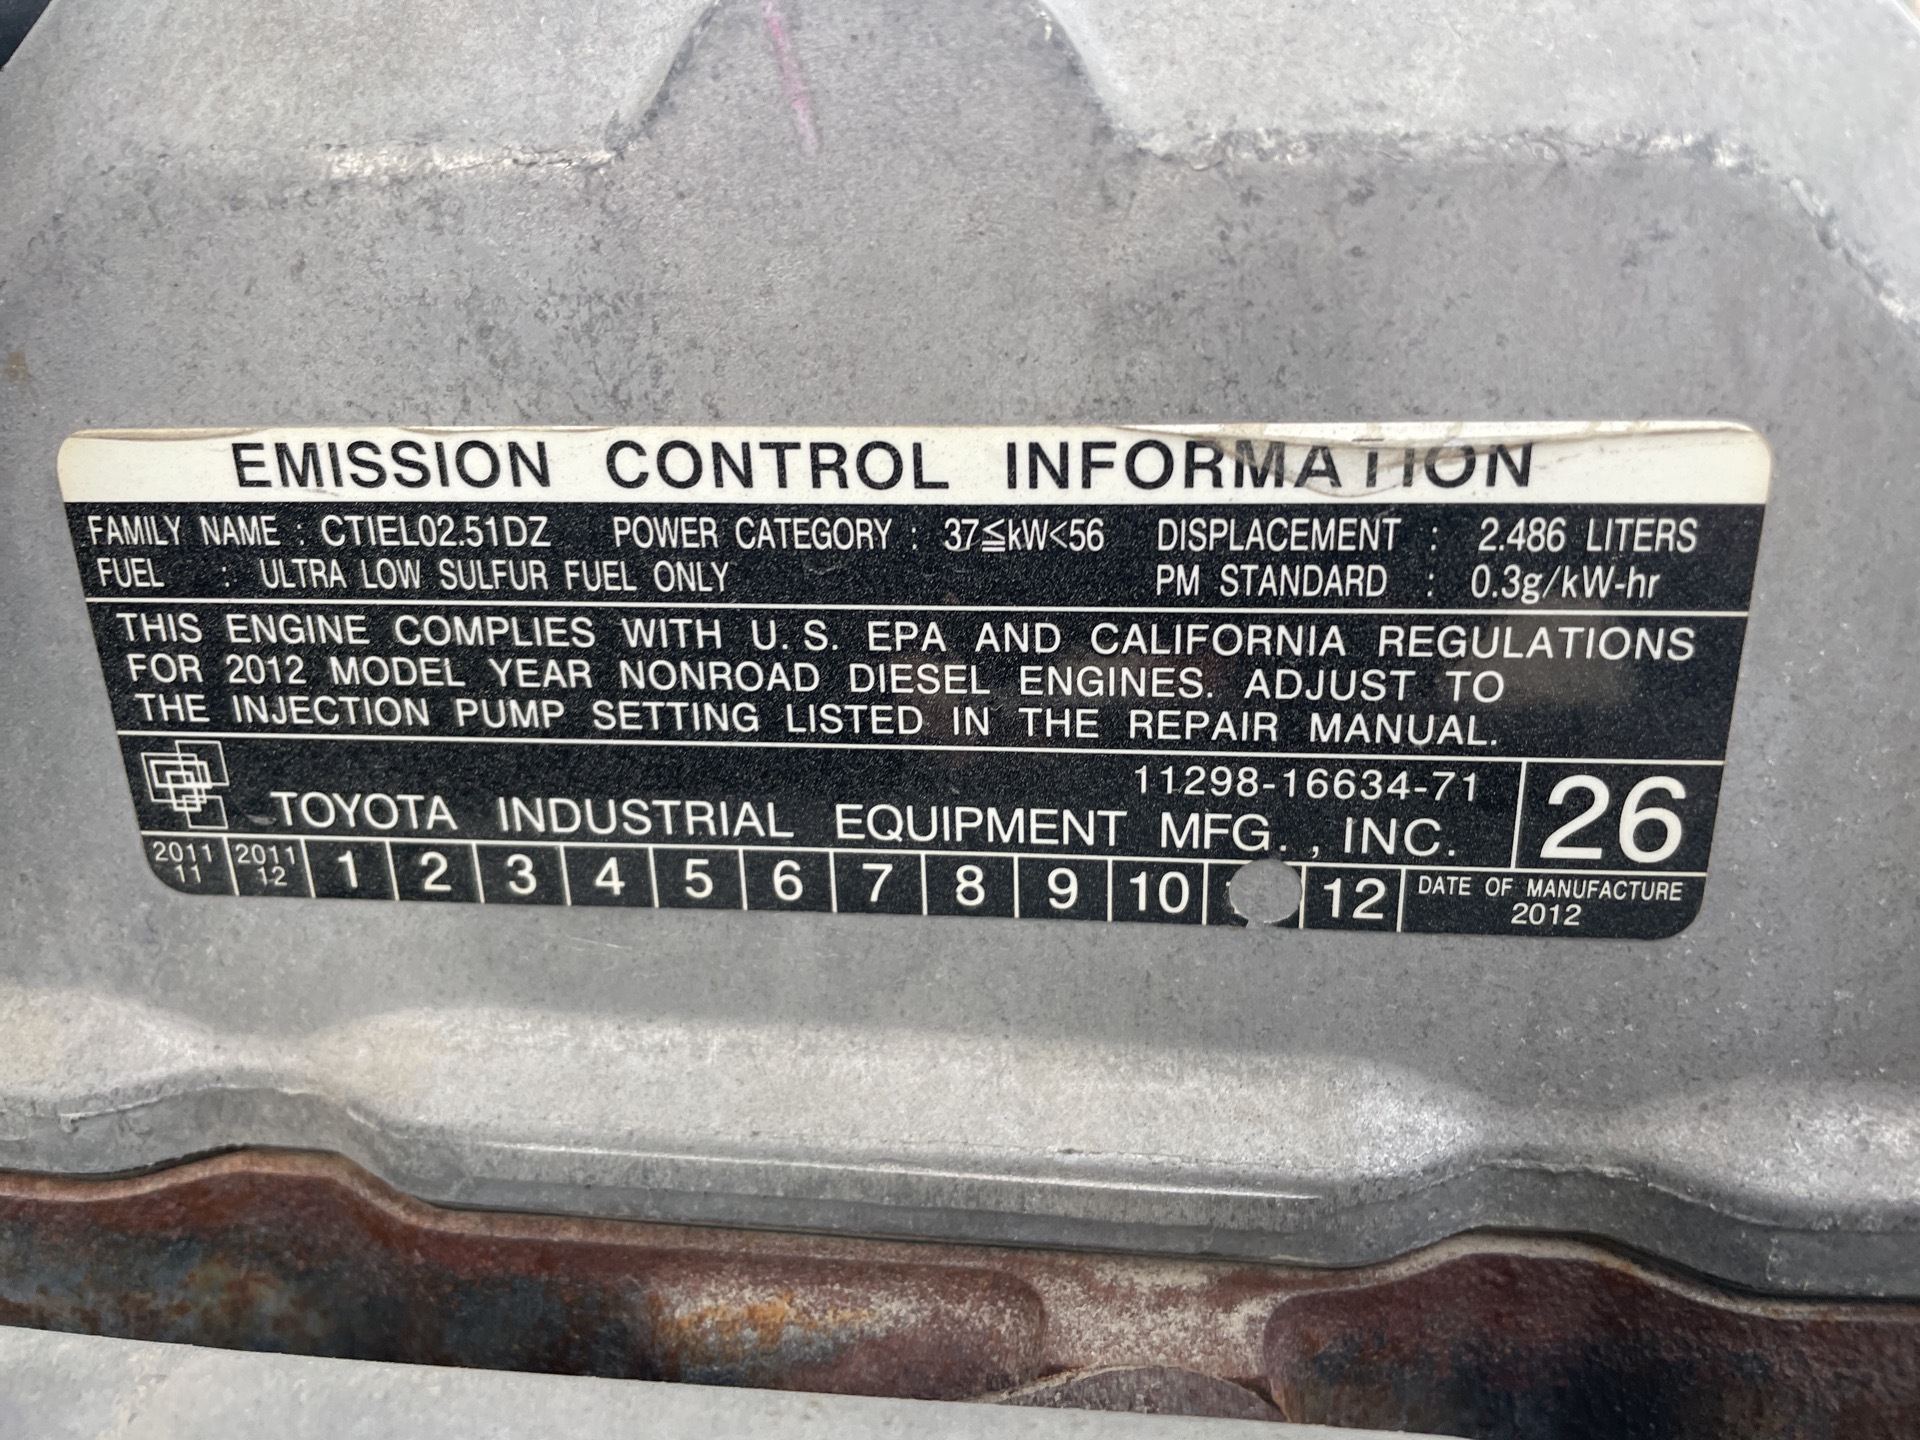 EMISSION CONTROL INFORMATION
FAMILY NAME : CTIEL02.51DZ POWER CATEGORY : 37≦kW<56 DISPLACEMENT : 2.486 LITERS
FUEL : ULTRA LOW SULFUR FUEL ONLY PM STANDARD : 0.3g/kW-hr
THIS ENGINE COMPLIES WITH U.S. EPA AND CALIFORNIA REGULATIONS
FOR 2012 MODEL YEAR NONROAD DIESEL ENGINES. ADJUST TO
THE INJECTION PUMP SETTING LISTED IN THE REPAIR MANUAL.
11298-16634-71
TOYOTA INDUSTRIAL EQUIPMENT MFG., INC.
26
2011 11 2011 12 1 2 3 4 5 6 7 8 9 10 12 DATE OF MANUFACTURE
2012